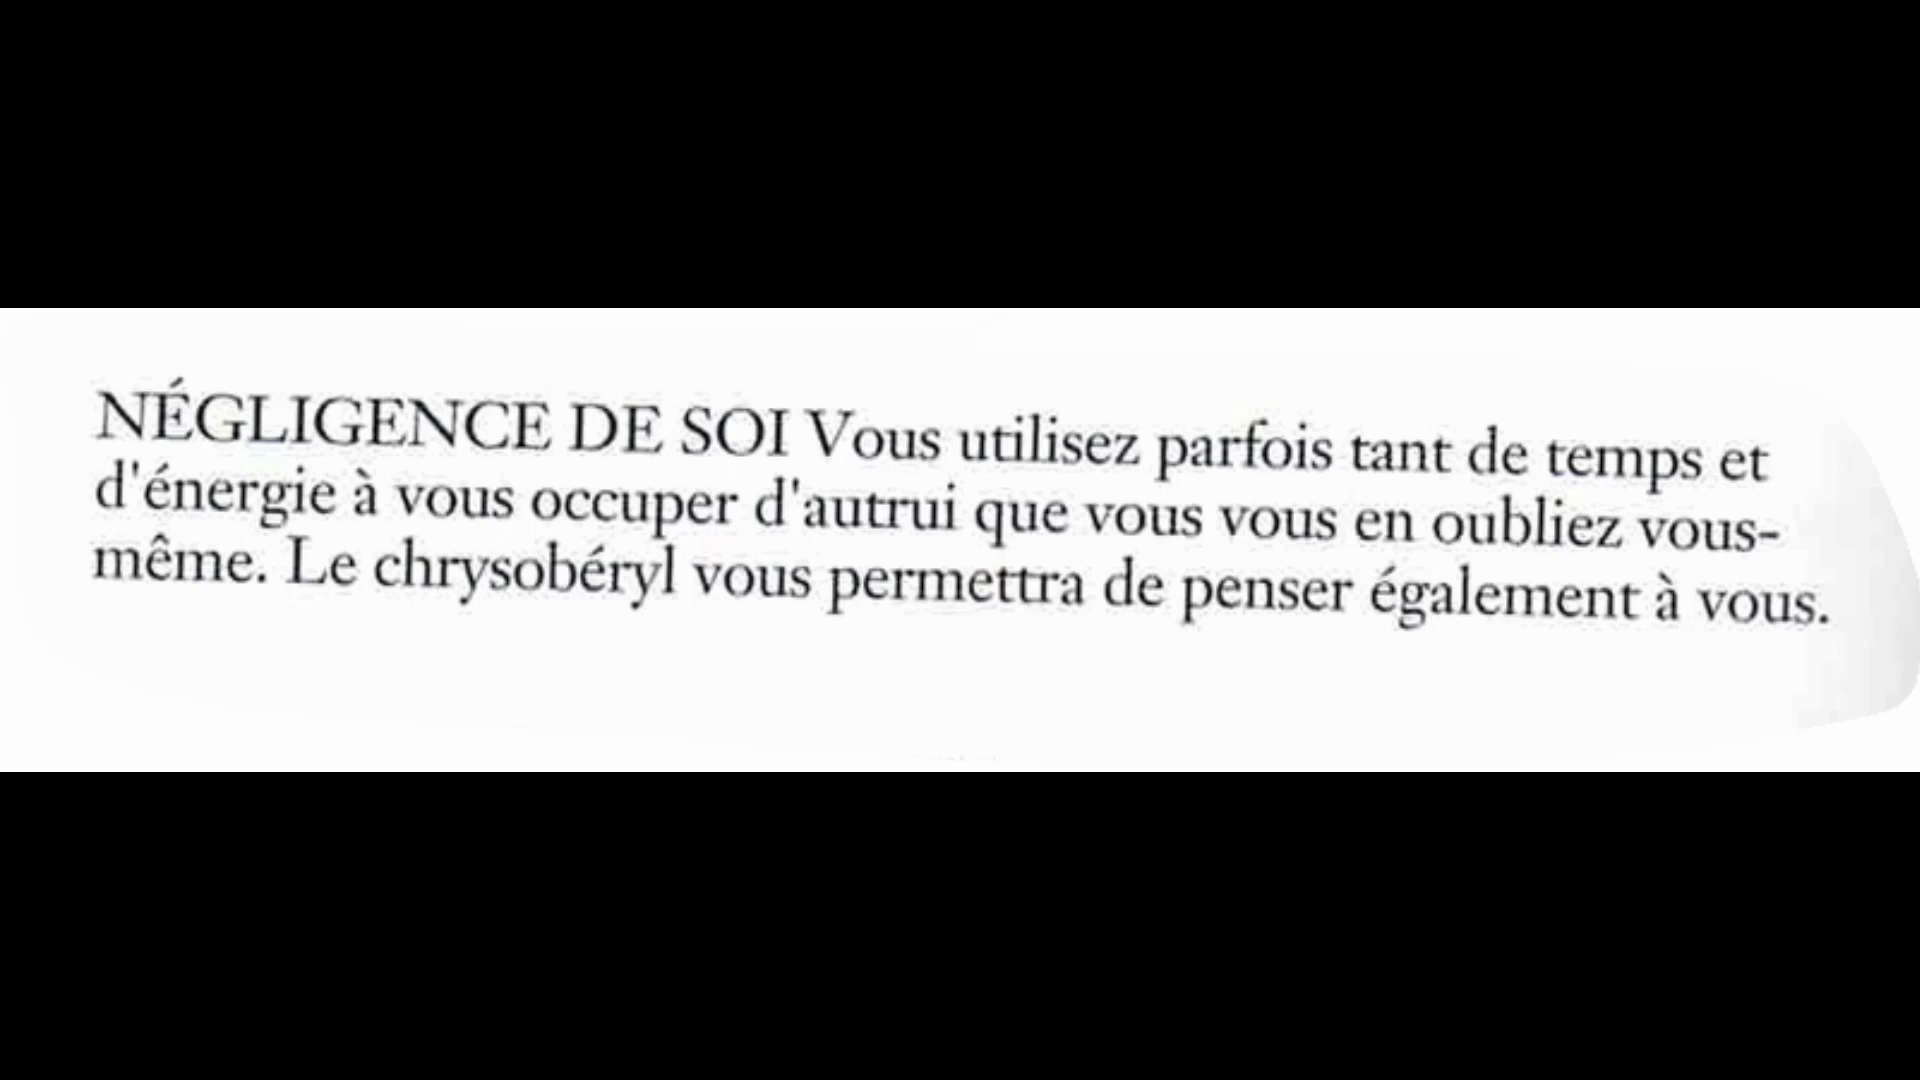 NÉGLIGENCE DE SOI Vous utilisez parfois tant de temps et
d'énergie à vous occuper d'autrui que vous vous en oubliez vous-
même. Le chrysobéryl vous permettra de penser également à vous.